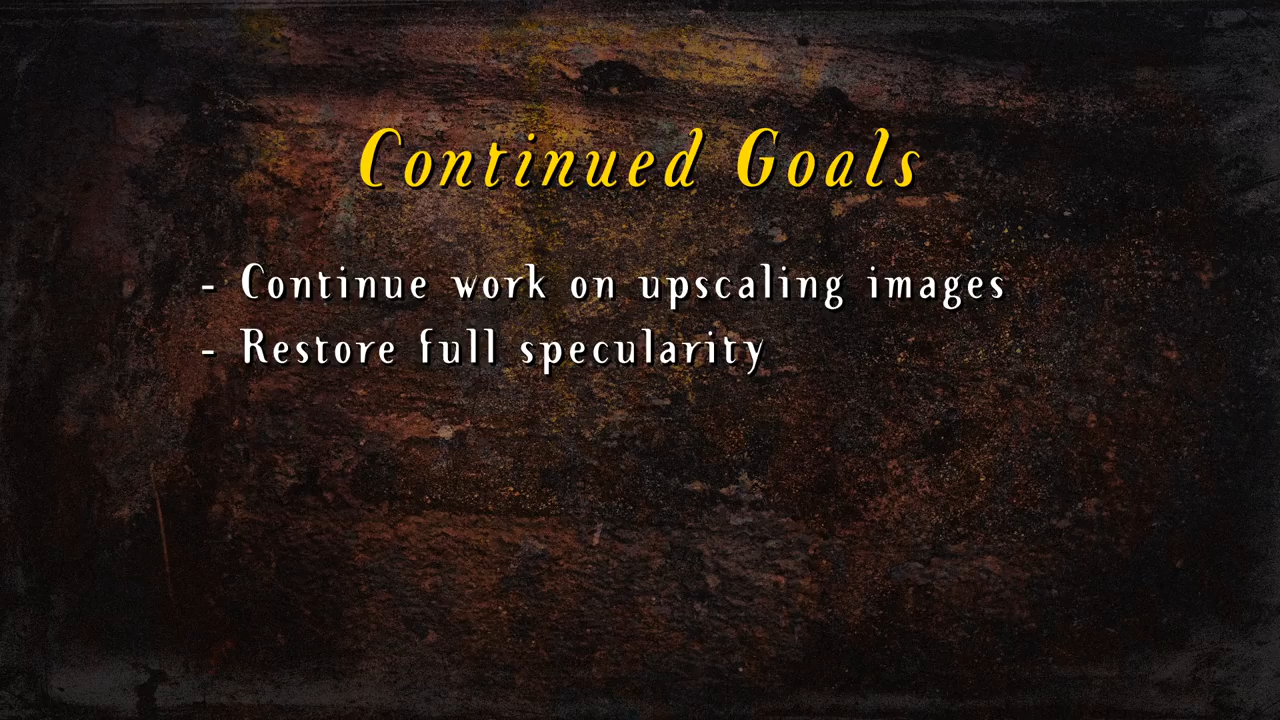 Continued Goals
- Continue work on upscaling images
- Restore full specularity